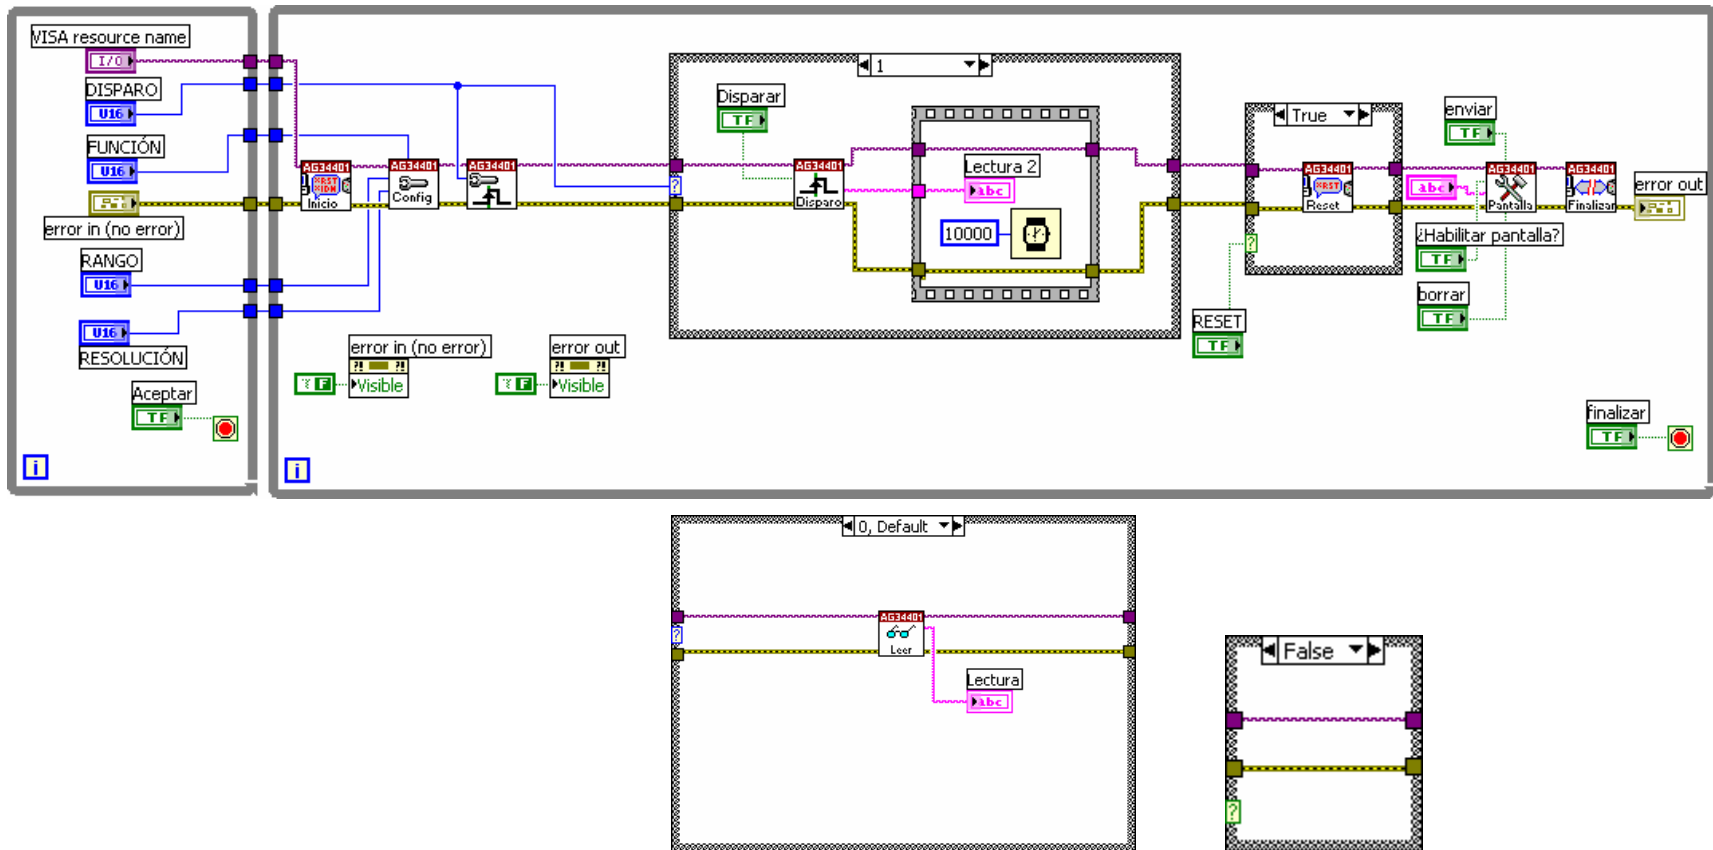 VISA resource name
I/O
DISPARO
U16
FUNCIÓN
U16
error in (no error)
RANGO
U16
U16
RESOLUCIÓN
Aceptar
TF
i
AG34401
*RST
*IDN
Inicio
AG34401
Config
AG34401
error in (no error)
F
?!
?!
Visible
error out
F
?!
?!
Visible
i
1
?
Disparar
TF
AG34401
Disparo
Lectura 2
abc
10000
True
AG34401
*RST
Reset
?
RESET
TF
enviar
TF
abc
AG34401
Pantalla
AG34401
Finalizar
error out
¿Habilitar pantalla?
TF
borrar
TF
finalizar
TF
0, Default
?
AG34401
Leer
Lectura
abc
False
?